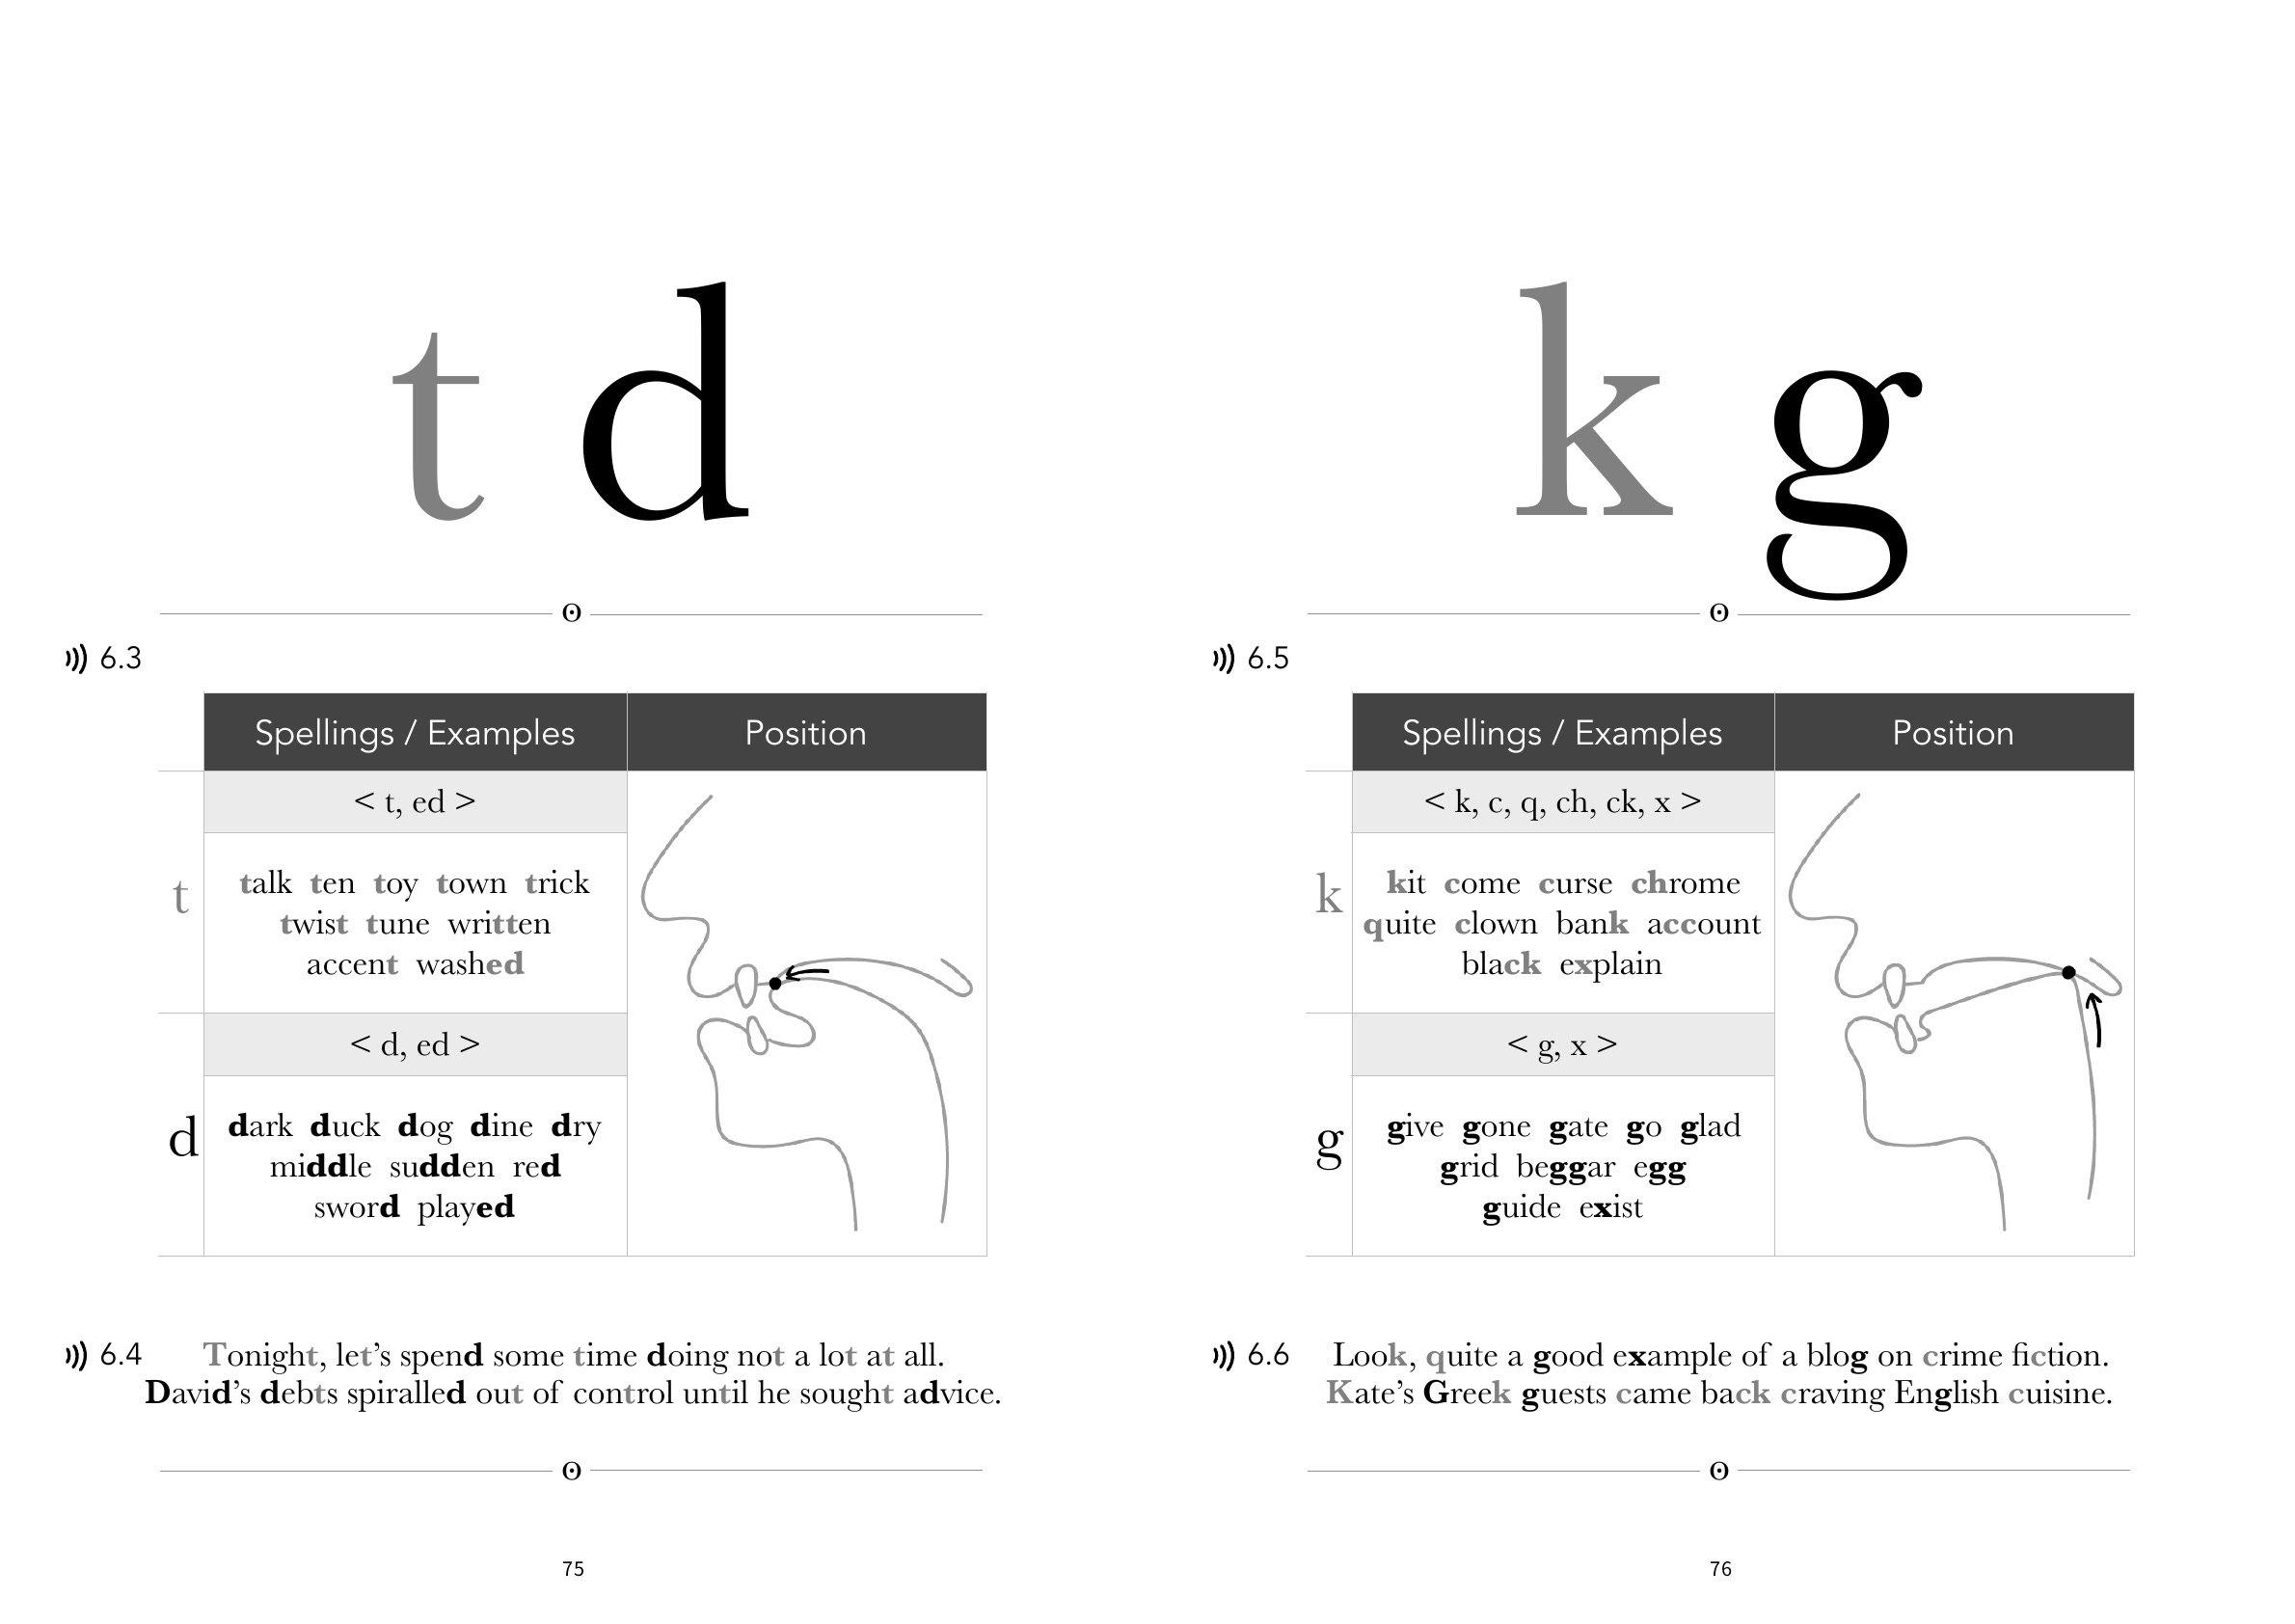 t d
6.3
Spellings / Examples Position
< t, ed >
t
talk ten toy town trick
twist tune written
accent washed
< d, ed >
d
dark duck dog dine dry
middle sudden red
sword played
6.4 Tonight, let’s spend some time doing not a lot at all.
David’s debts spiralled out of control until he sought advice.
75
k g
6.5
Spellings / Examples Position
< k, c, q, ch, ck, x >
k
kit come curse chrome
quite clown bank account
black explain
< g, x >
g
give gone gate go glad
grid beggar egg
guide exist
6.6 Look, quite a good example of a blog on crime fiction.
Kate’s Greek guests came back craving English cuisine.
76